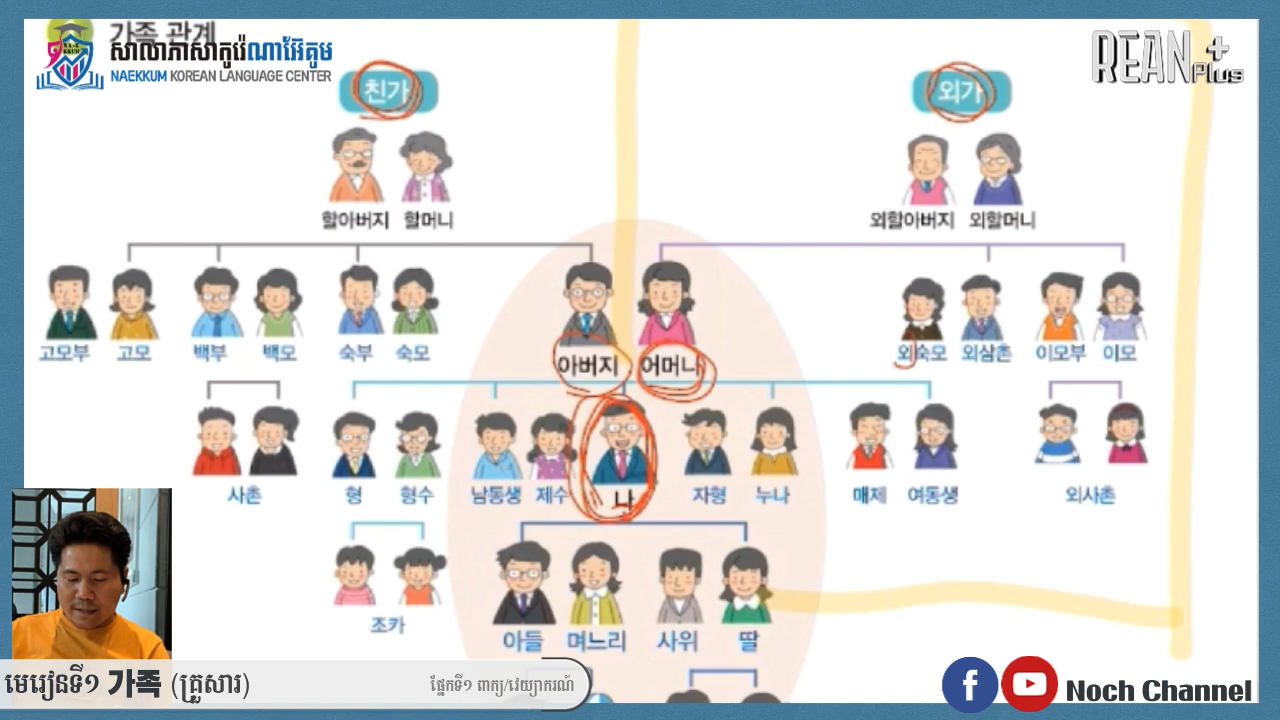 가족 관계
សាលាភាសាកូរ៉េណាអ៊ែគូម
NAEKKUM KOREAN LANGUAGE CENTER
REAN + Plus
친가 외가
할아버지 할머니 외할아버지 외할머니
고모부 고모 백부 백모 숙부 숙모 아버지 어머니 외숙모 외삼촌 이모부 이모
사촌 형 형수 남동생 제수 나 자형 누나 매제 여동생 외사촌
조카 아들 며느리 사위 딸
មេរៀនទី១ 가족 (គ្រួសារ)
ផ្នែកទី១ ពាក្យ/វេយ្យាករណ៍
Noch Channel